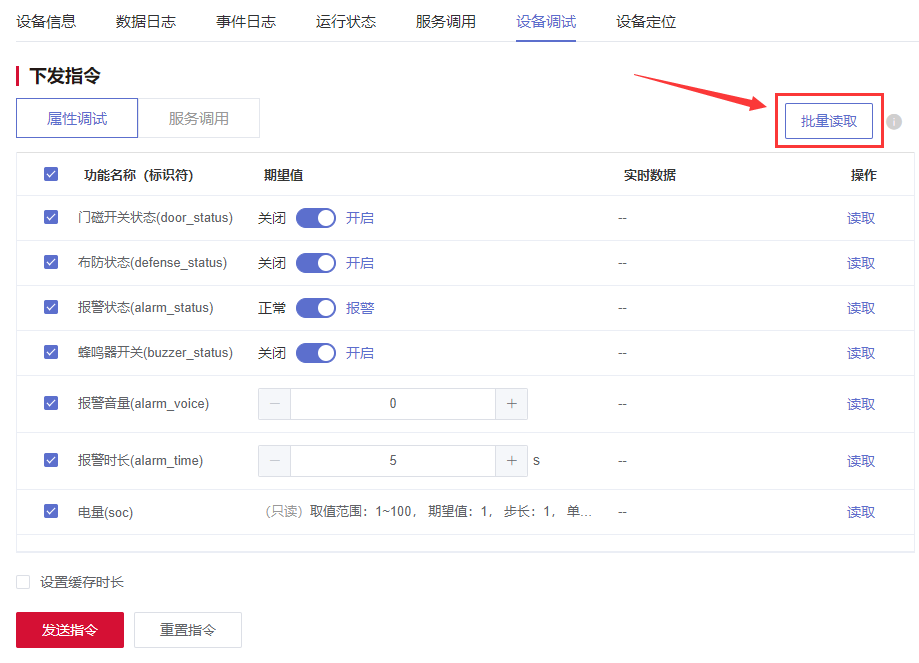 设备信息 数据日志 事件日志 运行状态 服务调用 设备调试 设备定位
下发指令
属性调试 服务调用 批量读取
功能名称（标识符) 期望值 实时数据 操作
门磁开关状态(door_status) 关闭 开启 -- 读取
布防状态(defense_status) 关闭 开启 -- 读取
报警状态(alarm_status) 正常 报警 -- 读取
蜂鸣器开关(buzzer_status) 关闭 开启 -- 读取
报警音量(alarm_voice) － 0 + -- 读取
报警时长(alarm_time) － 5 + s -- 读取
电量(soc) （只读）取值范围：1~100， 期望值：1， 步长：1， 单... -- 读取
设置缓存时长
发送指令 重置指令